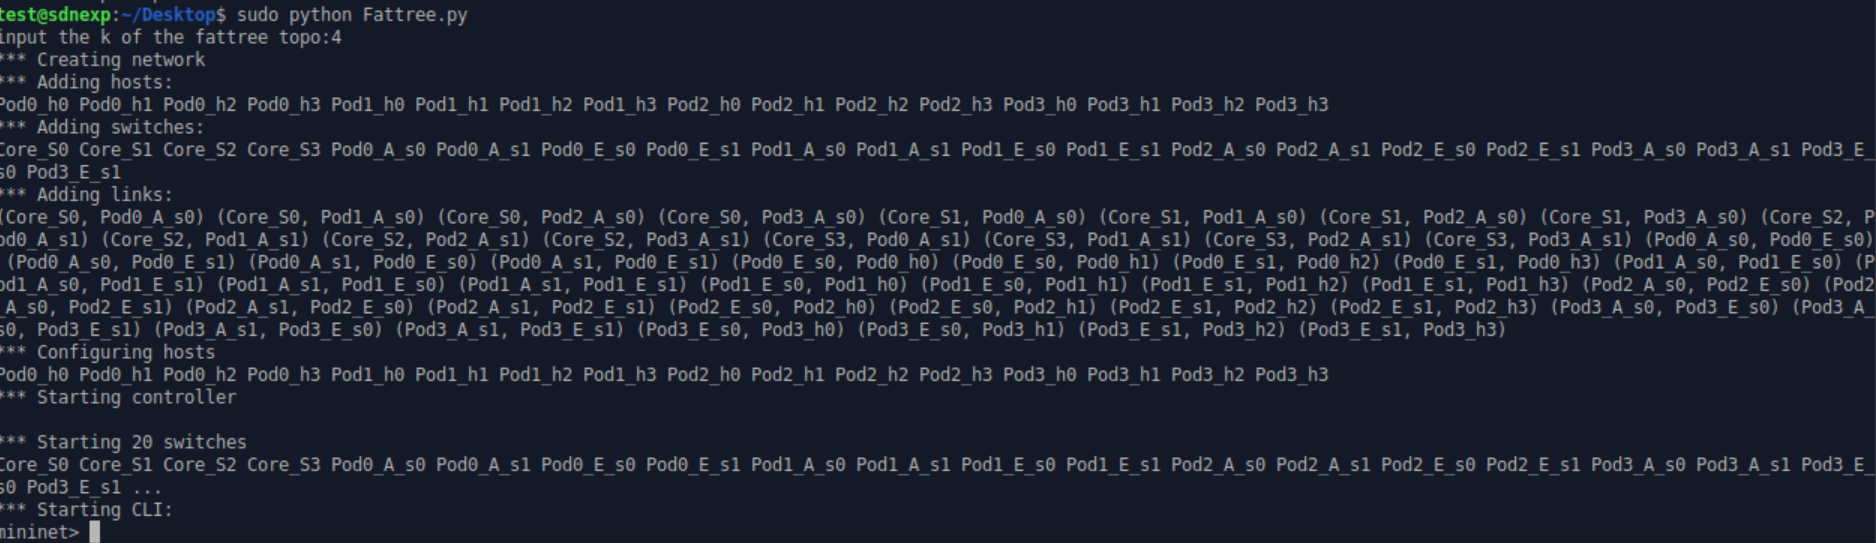 test@sdnexp:~/Desktop$ sudo python Fattree.py
input the k of the fattree topo:4
*** Creating network
*** Adding hosts:
Pod0_h0 Pod0_h1 Pod0_h2 Pod0_h3 Pod1_h0 Pod1_h1 Pod1_h2 Pod1_h3 Pod2_h0 Pod2_h1 Pod2_h2 Pod2_h3 Pod3_h0 Pod3_h1 Pod3_h2 Pod3_h3
*** Adding switches:
Core_S0 Core_S1 Core_S2 Core_S3 Pod0_A_s0 Pod0_A_s1 Pod0_E_s0 Pod0_E_s1 Pod1_A_s0 Pod1_A_s1 Pod1_E_s0 Pod1_E_s1 Pod2_A_s0 Pod2_A_s1 Pod2_E_s0 Pod2_E_s1 Pod3_A_s0 Pod3_A_s1 Pod3_E_
s0 Pod3_E_s1
*** Adding links:
(Core_S0, Pod0_A_s0) (Core_S0, Pod1_A_s0) (Core_S0, Pod2_A_s0) (Core_S0, Pod3_A_s0) (Core_S1, Pod0_A_s0) (Core_S1, Pod1_A_s0) (Core_S1, Pod2_A_s0) (Core_S1, Pod3_A_s0) (Core_S2, P
od0_A_s1) (Core_S2, Pod1_A_s1) (Core_S2, Pod2_A_s1) (Core_S2, Pod3_A_s1) (Core_S3, Pod0_A_s1) (Core_S3, Pod1_A_s1) (Core_S3, Pod2_A_s1) (Core_S3, Pod3_A_s1) (Pod0_A_s0, Pod0_E_s0)
(Pod0_A_s0, Pod0_E_s1) (Pod0_A_s1, Pod0_E_s0) (Pod0_A_s1, Pod0_E_s1) (Pod0_E_s0, Pod0_h0) (Pod0_E_s0, Pod0_h1) (Pod0_E_s1, Pod0_h2) (Pod0_E_s1, Pod0_h3) (Pod1_A_s0, Pod1_E_s0) (P
od1_A_s0, Pod1_E_s1) (Pod1_A_s1, Pod1_E_s0) (Pod1_A_s1, Pod1_E_s1) (Pod1_E_s0, Pod1_h0) (Pod1_E_s0, Pod1_h1) (Pod1_E_s1, Pod1_h2) (Pod1_E_s1, Pod1_h3) (Pod2_A_s0, Pod2_E_s0) (Pod2
_A_s0, Pod2_E_s1) (Pod2_A_s1, Pod2_E_s0) (Pod2_A_s1, Pod2_E_s1) (Pod2_E_s0, Pod2_h0) (Pod2_E_s0, Pod2_h1) (Pod2_E_s1, Pod2_h2) (Pod2_E_s1, Pod2_h3) (Pod3_A_s0, Pod3_E_s0) (Pod3_A_
s0, Pod3_E_s1) (Pod3_A_s1, Pod3_E_s0) (Pod3_A_s1, Pod3_E_s1) (Pod3_E_s0, Pod3_h0) (Pod3_E_s0, Pod3_h1) (Pod3_E_s1, Pod3_h2) (Pod3_E_s1, Pod3_h3)
*** Configuring hosts
Pod0_h0 Pod0_h1 Pod0_h2 Pod0_h3 Pod1_h0 Pod1_h1 Pod1_h2 Pod1_h3 Pod2_h0 Pod2_h1 Pod2_h2 Pod2_h3 Pod3_h0 Pod3_h1 Pod3_h2 Pod3_h3
*** Starting controller
*** Starting 20 switches
Core_S0 Core_S1 Core_S2 Core_S3 Pod0_A_s0 Pod0_A_s1 Pod0_E_s0 Pod0_E_s1 Pod1_A_s0 Pod1_A_s1 Pod1_E_s0 Pod1_E_s1 Pod2_A_s0 Pod2_A_s1 Pod2_E_s0 Pod2_E_s1 Pod3_A_s0 Pod3_A_s1 Pod3_E_
s0 Pod3_E_s1 ...
*** Starting CLI:
mininet>